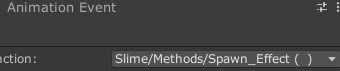 Animation Event
nction:
Slime/Methods/Spawn_Effect ( )